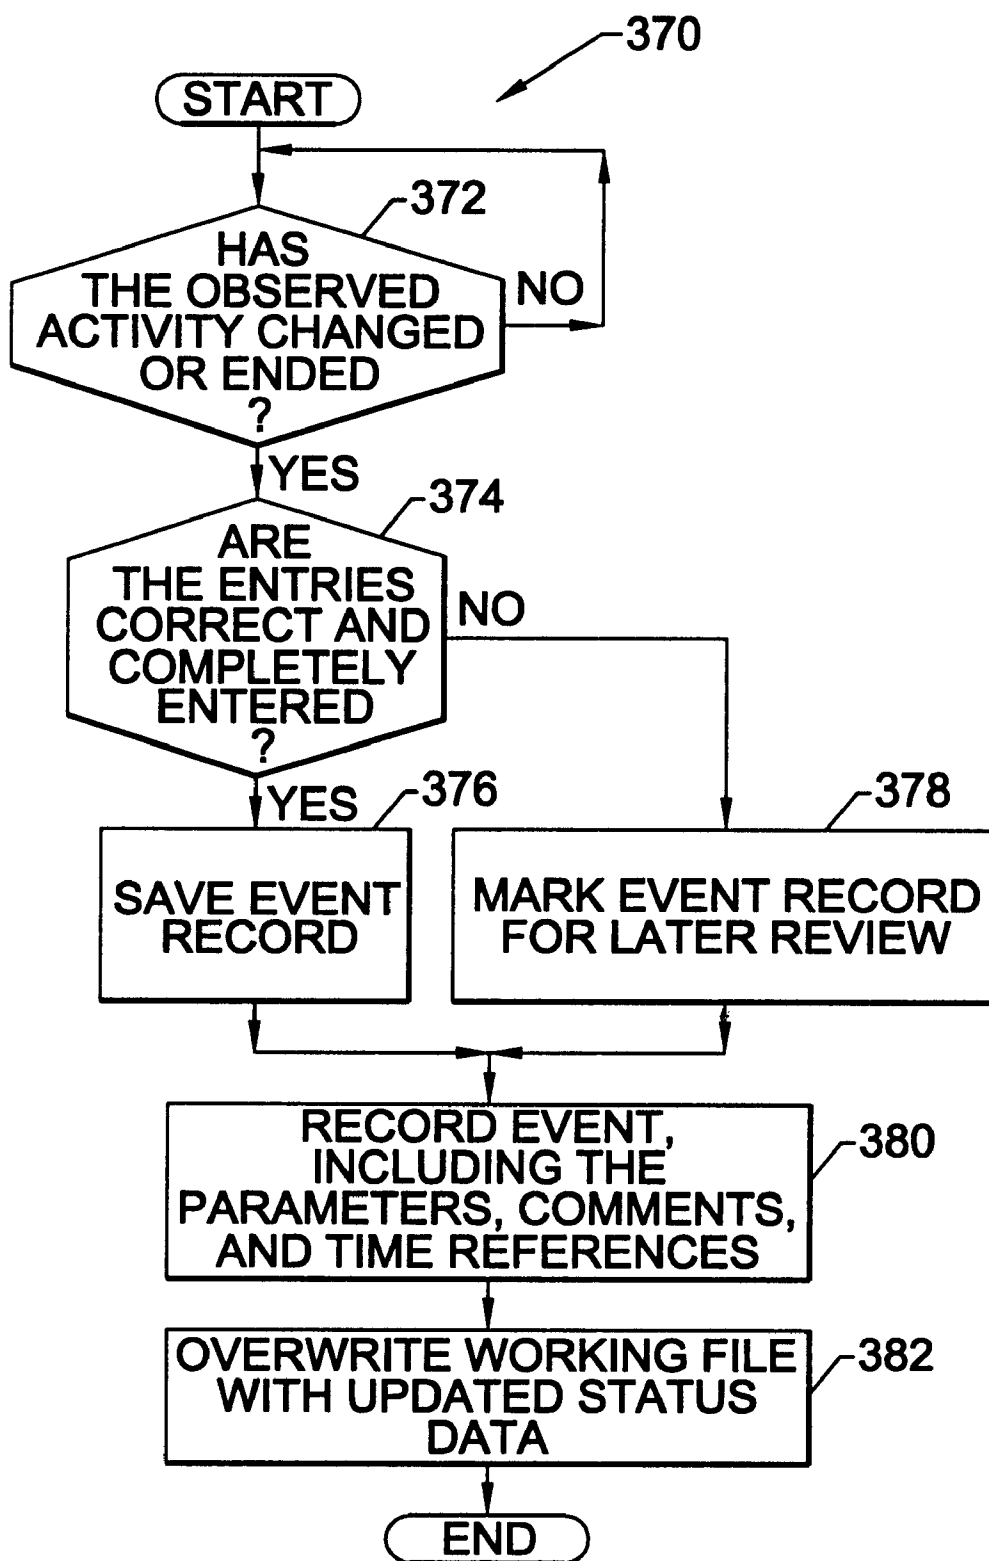 370
START
372
HAS
THE OBSERVED
ACTIVITY CHANGED
OR ENDED
?
NO
YES
374
ARE
THE ENTRIES
CORRECT AND
COMPLETELY
ENTERED
?
NO
YES
376
378
SAVE EVENT
RECORD
MARK EVENT RECORD
FOR LATER REVIEW
RECORD EVENT,
INCLUDING THE
PARAMETERS, COMMENTS,
AND TIME REFERENCES
380
OVERWRITE WORKING FILE
WITH UPDATED STATUS
DATA
382
END